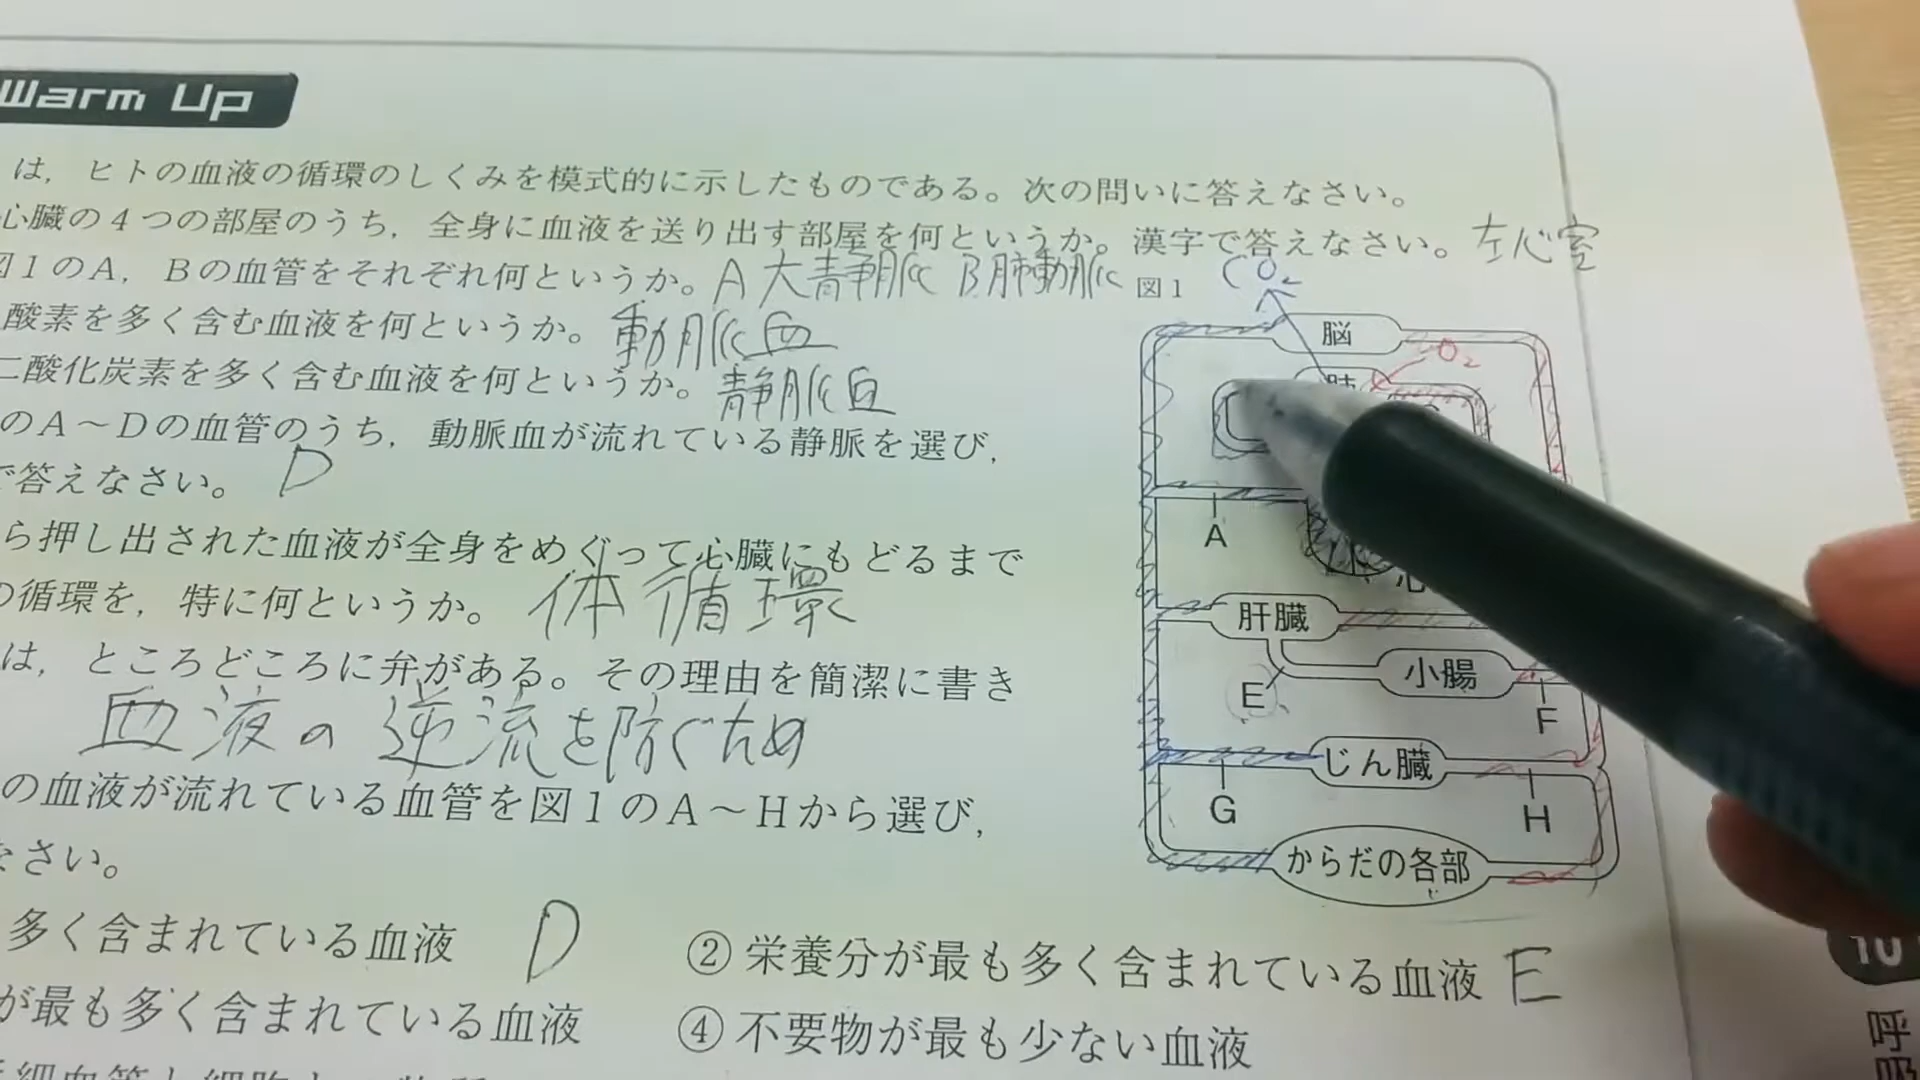 Warm Up
は，ヒトの血液の循環のしくみを模式的に示したものである。次の問いに答えなさい。
心臓の４つの部屋のうち，全身に血液を送り出す部屋を何というか。漢字で答えなさい。 左心室
図１のＡ，Ｂの血管をそれぞれ何というか。 A 大静脈 B 肺動脈
酸素を多く含む血液を何というか。 動脈血
二酸化炭素を多く含む血液を何というか。 静脈血
のＡ～Ｄの血管のうち，動脈血が流れている静脈を選び，
で答えなさい。 D
ら押し出された血液が全身をめぐって心臓にもどるまで
の循環を，特に何というか。 体循環
は，ところどころに弁がある。その理由を簡潔に書き
血液の逆流を防ぐため
の血液が流れている血管を図１のＡ～Ｈから選び，
なさい。
多く含まれている血液 D
② 栄養分が最も多く含まれている血液 E
が最も多く含まれている血液
④ 不要物が最も少ない血液
図１
CO₂
脳
O₂
肺
A
心
肝臓
小腸
E
F
じん臓
G
H
からだの各部
10
呼吸